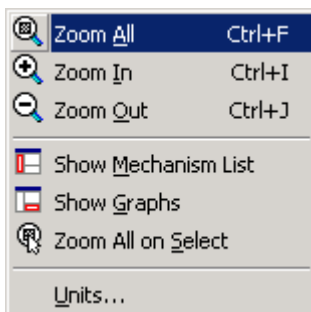 Zoom All Ctrl+F
Zoom In Ctrl+I
Zoom Out Ctrl+J
Show Mechanism List
Show Graphs
Zoom All on Select
Units...